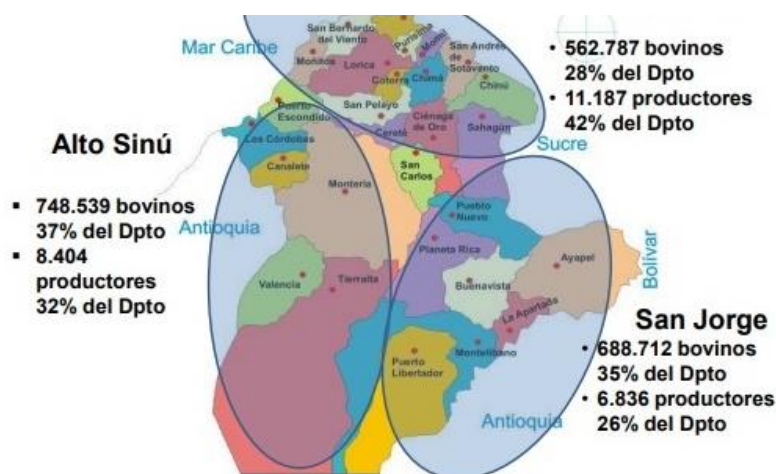 San Bernardo
del Viento
Purísima
Momil
Mar Caribe
Moñitos
Lorica
San Andrés
de
Sotavento
Cotorra
Chimá
Chinú
• 562.787 bovinos
28% del Dpto
• 11.187 productores
42% del Dpto
Puerto
Escondido
San Pelayo
Ciénaga
de Oro
Cereté
Sahagún
Sucre
Alto Sinú
Los Córdobas
Canalete
San
Carlos
Montería
▪ 748.539 bovinos
37% del Dpto
▪ 8.404
productores
32% del Dpto
Antioquia
Pueblo
Nuevo
Planeta Rica
Ayapel
Bolívar
Valencia
Tierralta
Buenavista
La Apartada
San Jorge
• 688.712 bovinos
35% del Dpto
• 6.836 productores
26% del Dpto
Puerto
Libertador
Montelíbano
Antioquia